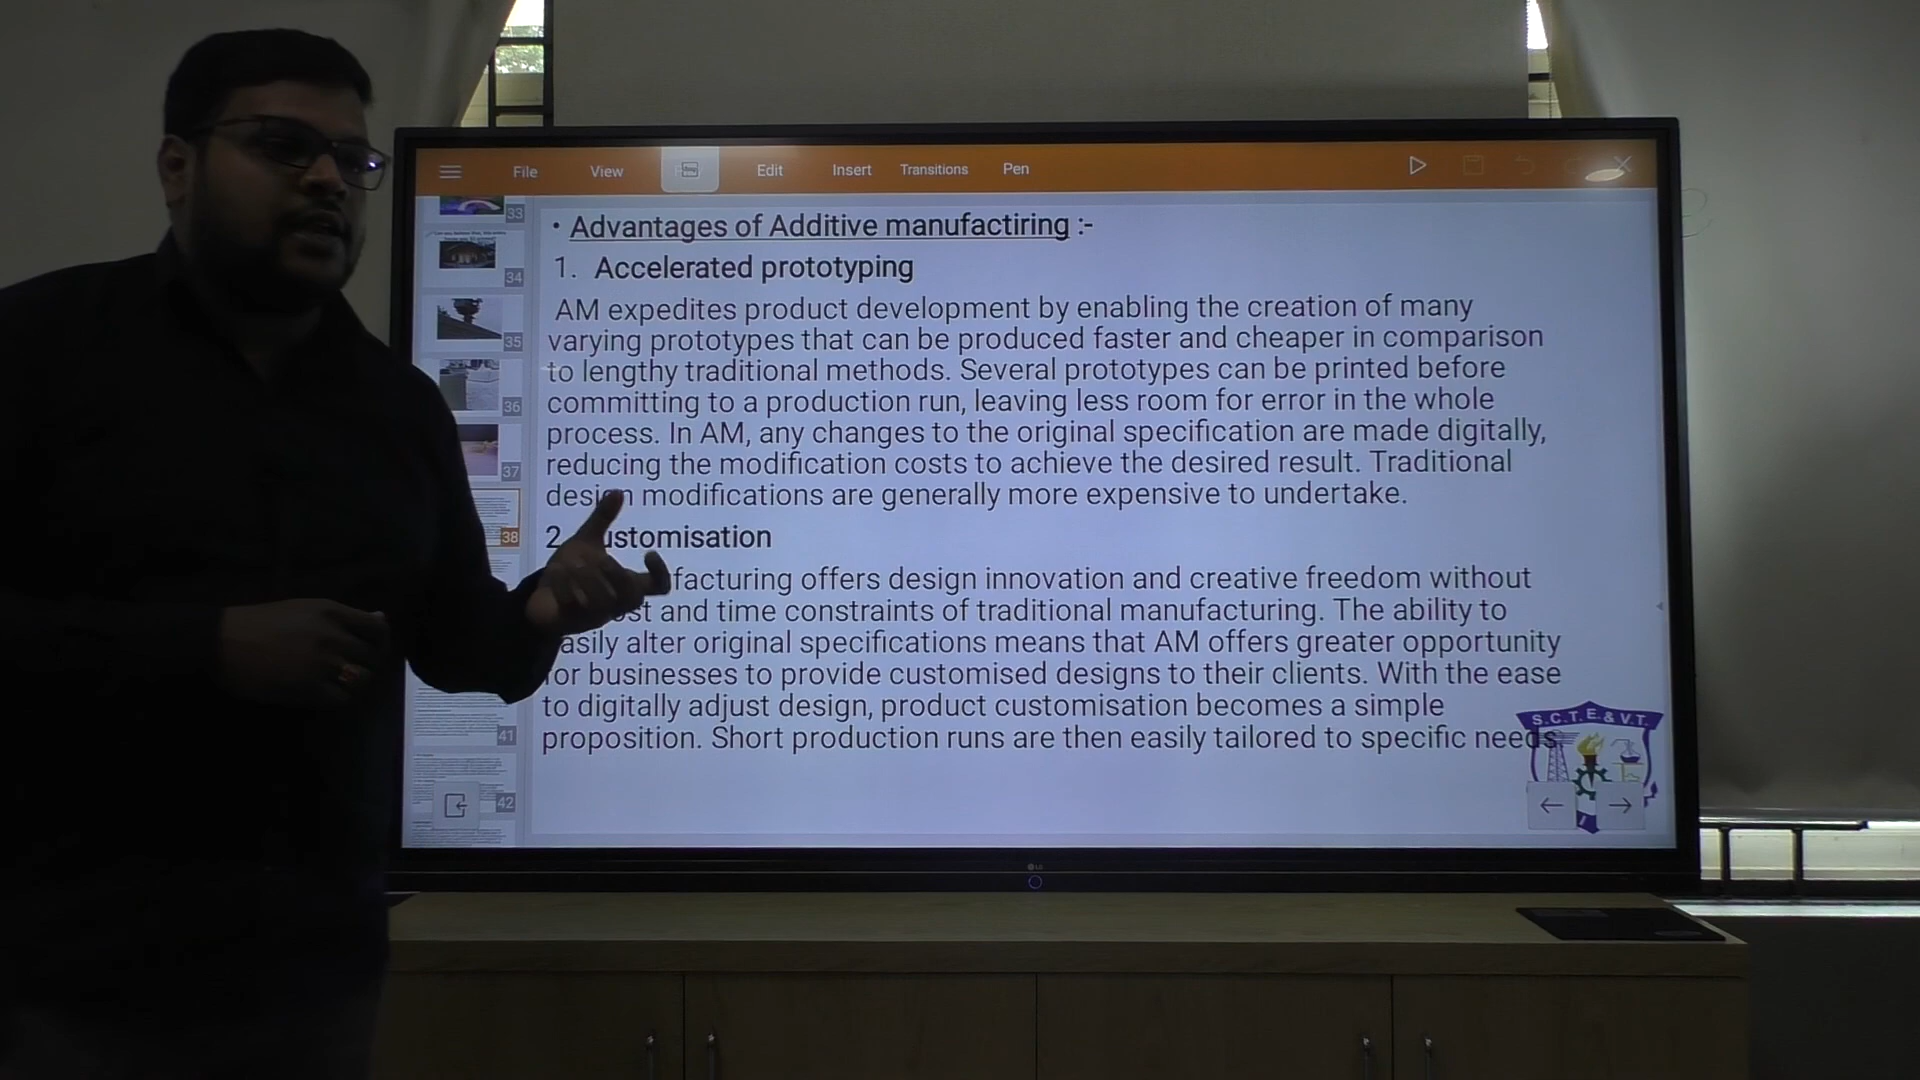 File View Edit Insert Transitions Pen
33
34
35
36
37
38
41
42
• Advantages of Additive manufactiring :-
1. Accelerated prototyping
AM expedites product development by enabling the creation of many
varying prototypes that can be produced faster and cheaper in comparison
to lengthy traditional methods. Several prototypes can be printed before
committing to a production run, leaving less room for error in the whole
process. In AM, any changes to the original specification are made digitally,
reducing the modification costs to achieve the desired result. Traditional
design modifications are generally more expensive to undertake.
2 ustomisation
facturing offers design innovation and creative freedom without
st and time constraints of traditional manufacturing. The ability to
asily alter original specifications means that AM offers greater opportunity
for businesses to provide customised designs to their clients. With the ease
to digitally adjust design, product customisation becomes a simple
proposition. Short production runs are then easily tailored to specific needs
S.C.T.E.& V.T.
LG